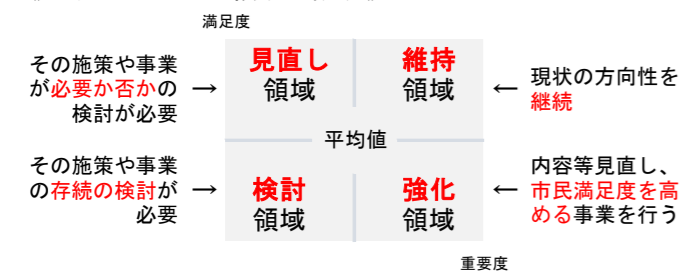 満足度
その施策や事業
が必要か否かの
検討が必要
→
見直し
領域
維持
領域
←
現状の方向性を
継続
平均値
その施策や事業
の存続の検討が
必要
→
検討
領域
強化
領域
←
内容等見直し、
市民満足度を高
める事業を行う
重要度